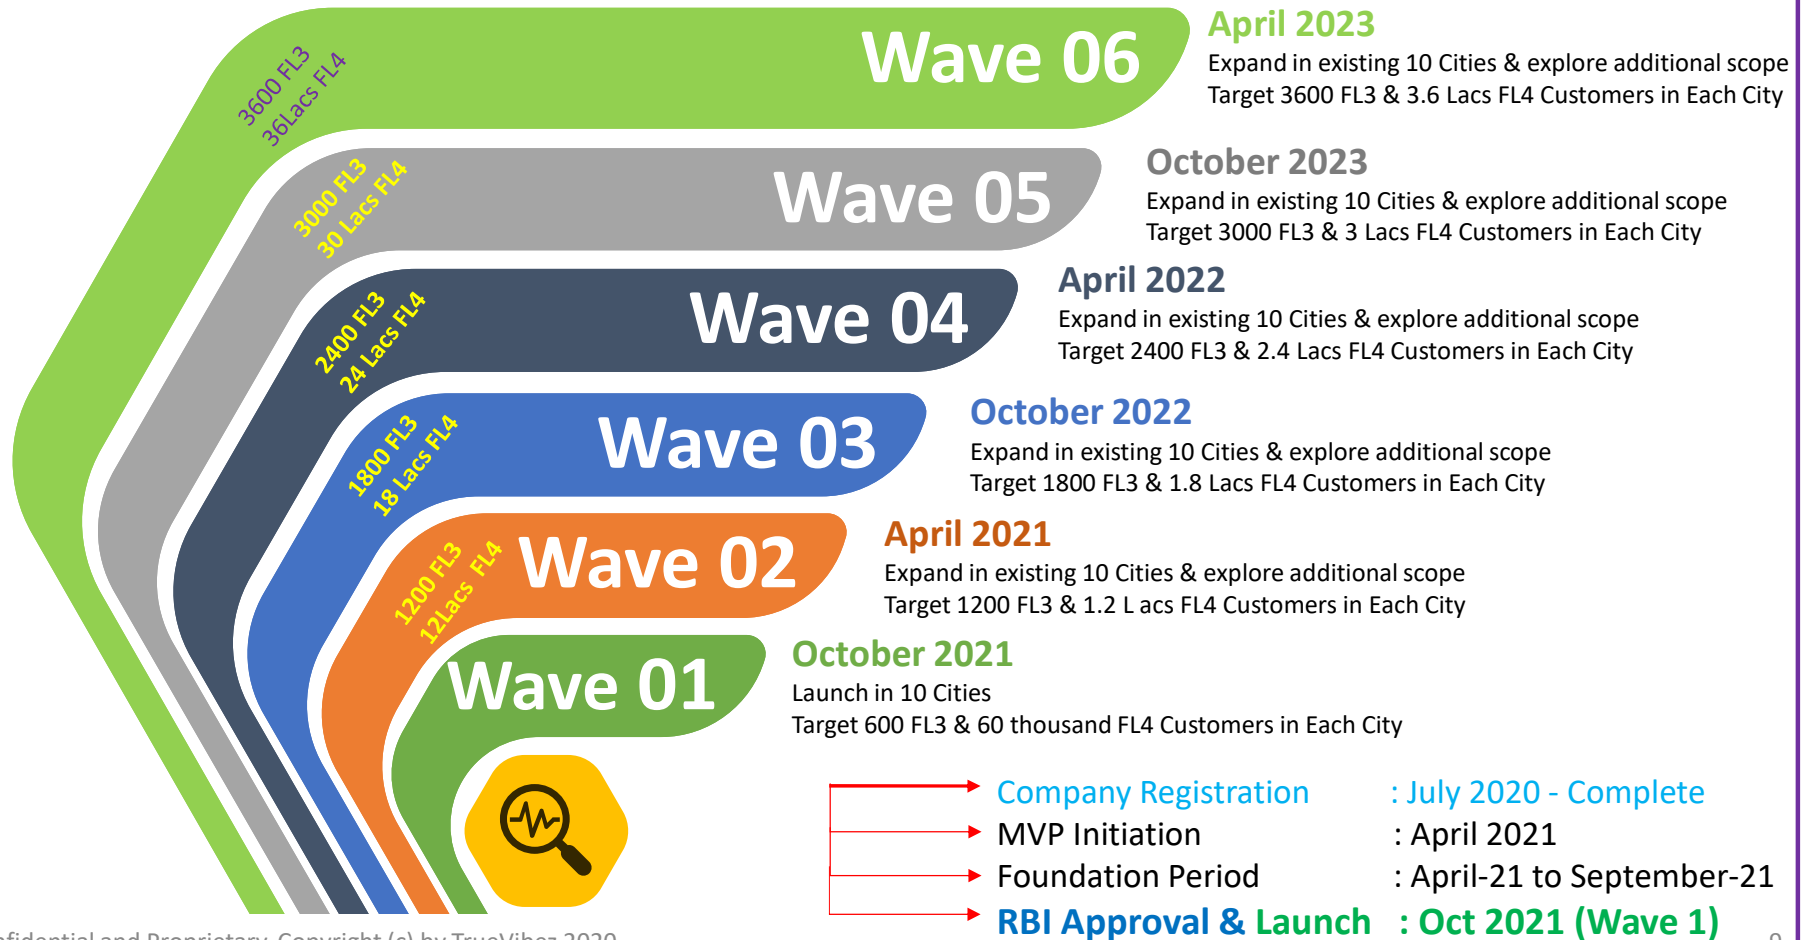 Wave 06
3600 FL3
36Lacs FL4
April 2023
Expand in existing 10 Cities & explore additional scope
Target 3600 FL3 & 3.6 Lacs FL4 Customers in Each City
Wave 05
3000 FL3
30 Lacs FL4
October 2023
Expand in existing 10 Cities & explore additional scope
Target 3000 FL3 & 3 Lacs FL4 Customers in Each City
Wave 04
2400 FL3
24 Lacs FL4
April 2022
Expand in existing 10 Cities & explore additional scope
Target 2400 FL3 & 2.4 Lacs FL4 Customers in Each City
Wave 03
1800 FL3
18 Lacs FL4
October 2022
Expand in existing 10 Cities & explore additional scope
Target 1800 FL3 & 1.8 Lacs FL4 Customers in Each City
Wave 02
1200 FL3
12Lacs FL4
April 2021
Expand in existing 10 Cities & explore additional scope
Target 1200 FL3 & 1.2 L acs FL4 Customers in Each City
Wave 01
October 2021
Launch in 10 Cities
Target 600 FL3 & 60 thousand FL4 Customers in Each City
Company Registration : July 2020 - Complete
MVP Initiation : April 2021
Foundation Period : April-21 to September-21
RBI Approval & Launch : Oct 2021 (Wave 1)
and Proprietary. Copyright (c) by TrueVibez 2020